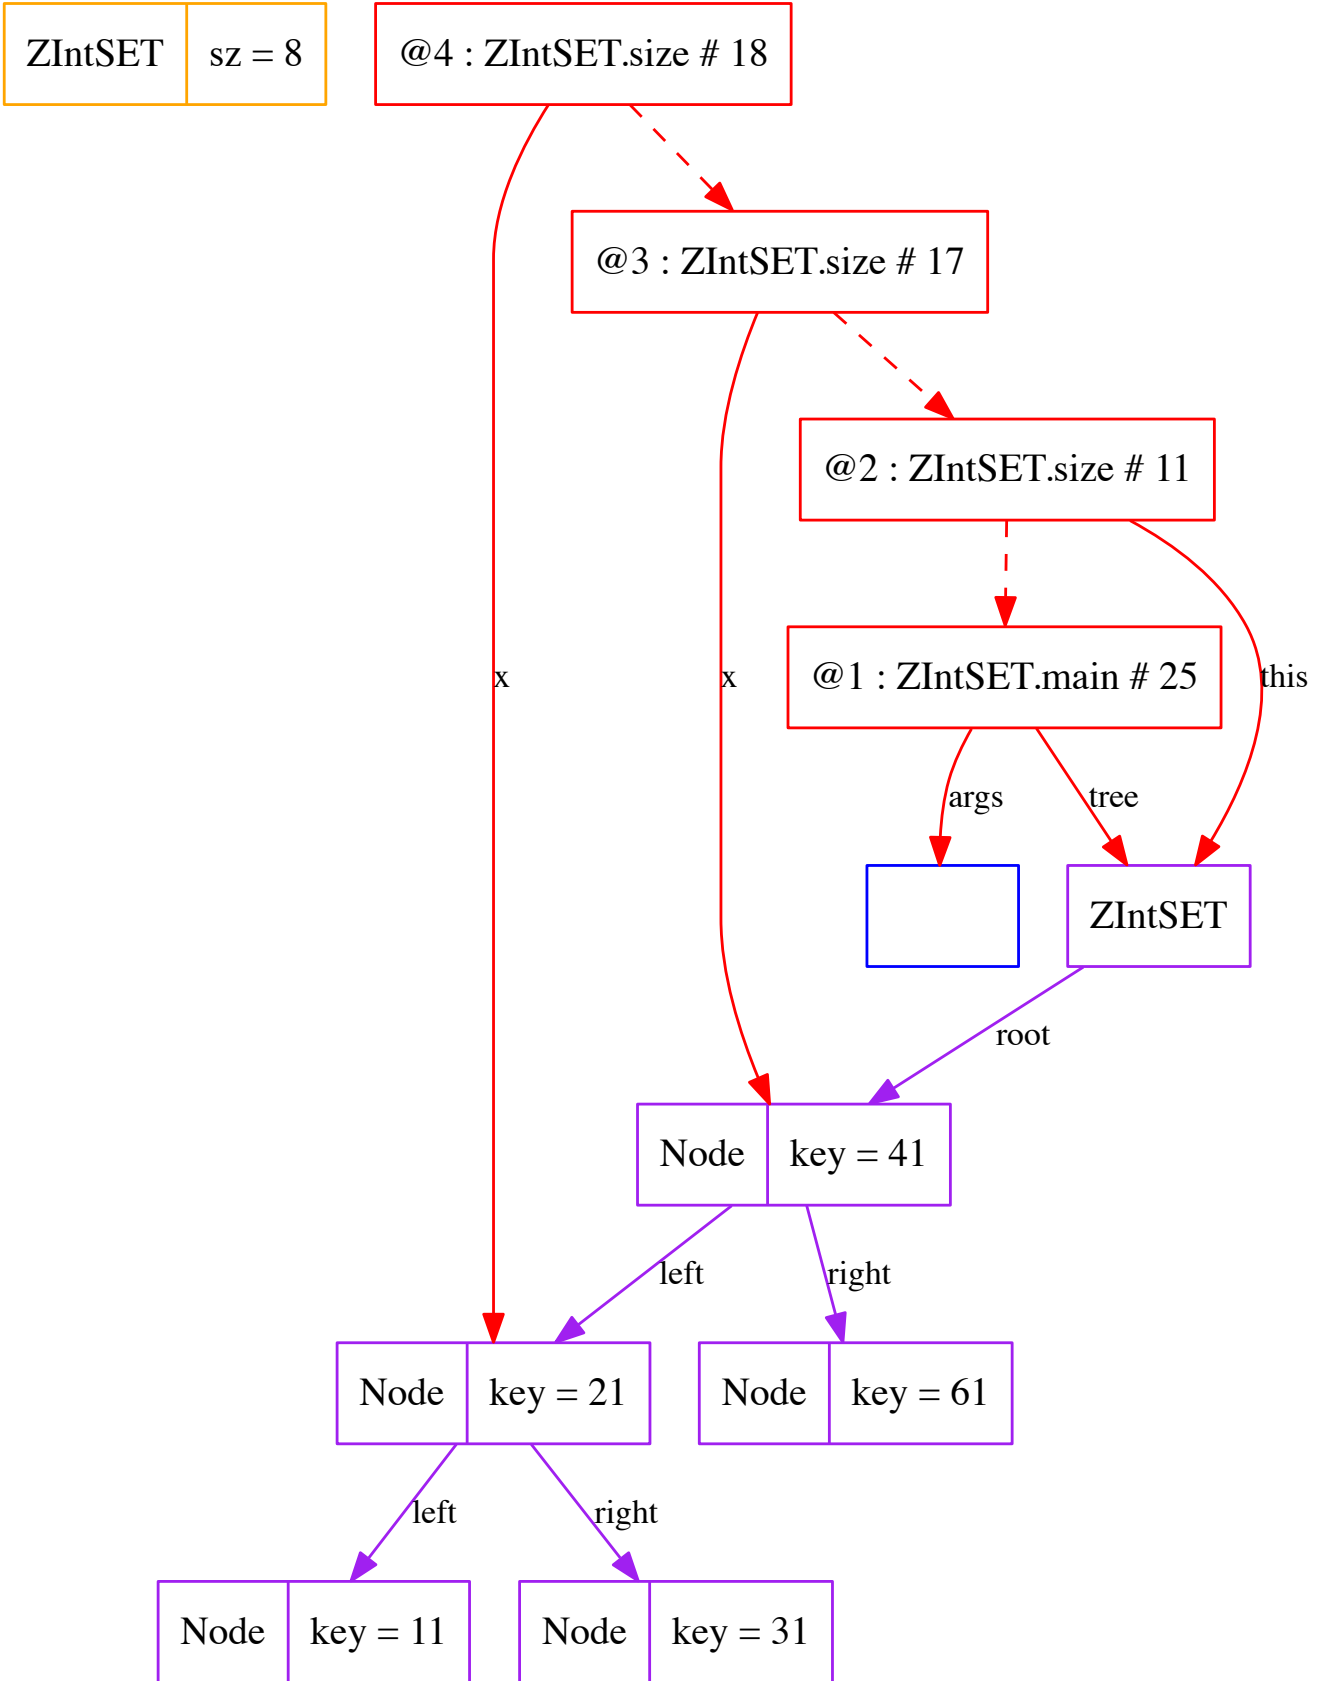 ZIntSET sz = 8
@4 : ZIntSET.size # 18
@3 : ZIntSET.size # 17
@2 : ZIntSET.size # 11
x
x
@1 : ZIntSET.main # 25
this
args
tree
ZIntSET
root
Node key = 41
left
right
Node key = 21
Node key = 61
left
right
Node key = 11
Node key = 31